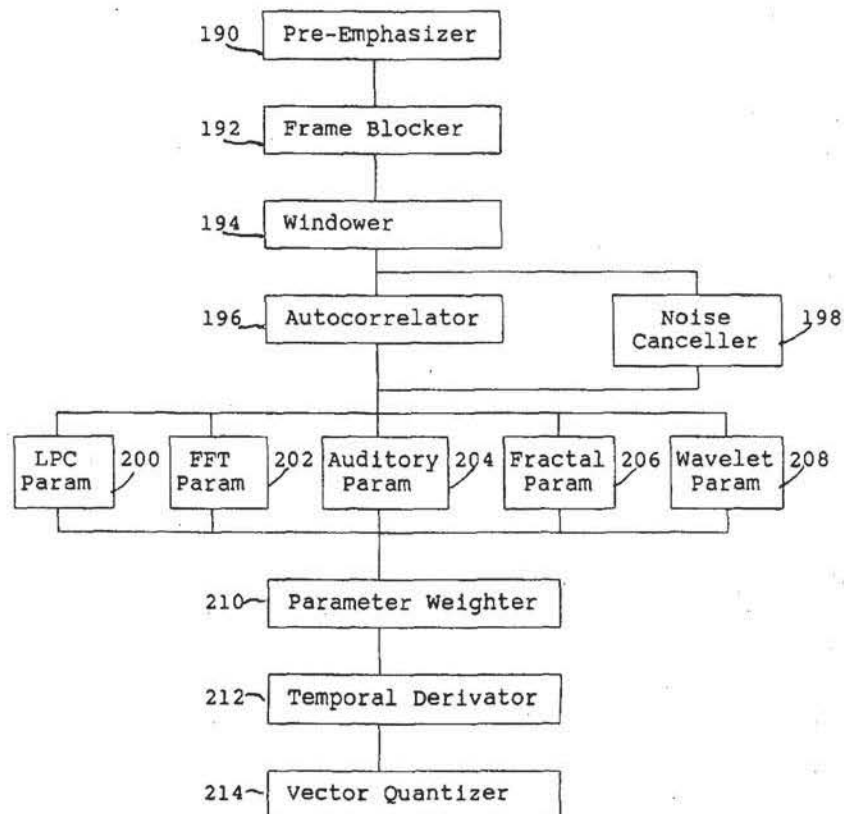 190 Pre-Emphasizer
192 Frame Blocker
194 Windower
196 Autocorrelator
Noise
Canceller 198
LPC
Param 200
FFT
Param 202
Auditory
Param 204
Fractal
Param 206
Wavelet
Param 208
210 Parameter Weighter
212 Temporal Derivator
214 Vector Quantizer